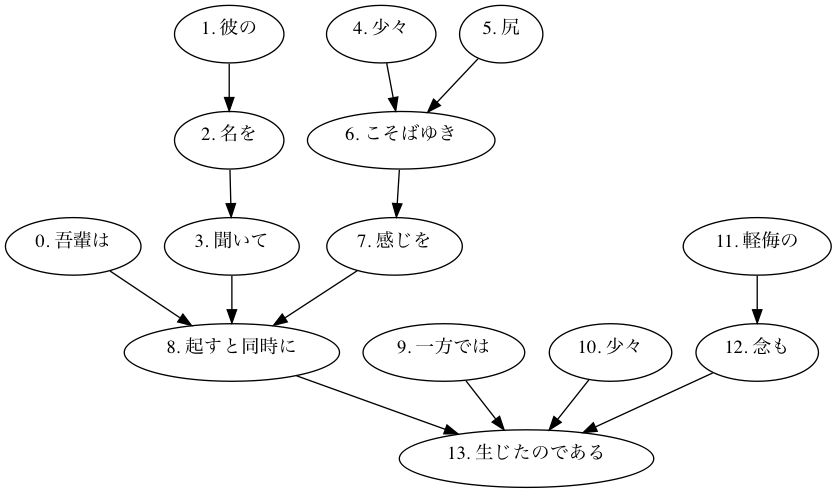 1. 彼の
4. 少々
5. 尻
2. 名を
6. こそばゆき
0. 吾輩は
3. 聞いて
7. 感じを
11. 軽侮の
8. 起すと同時に
9. 一方では
10. 少々
12. 念も
13. 生じたのである